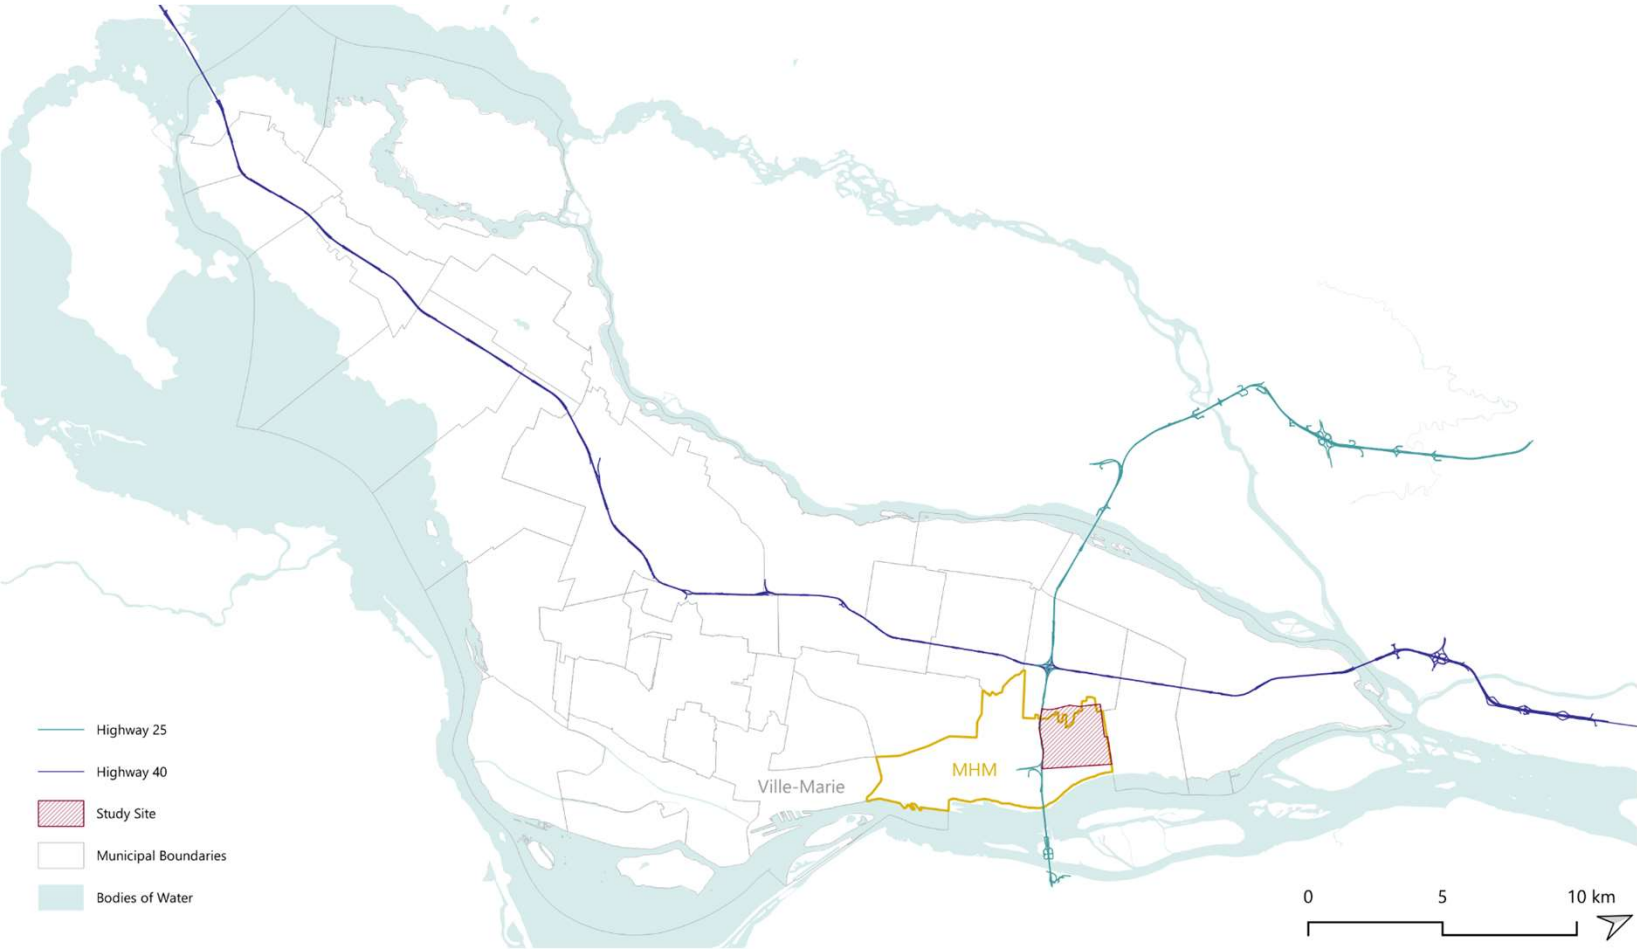 Ville-Marie
MHM
Highway 25
Highway 40
Study Site
Municipal Boundaries
Bodies of Water
0 5 10 km